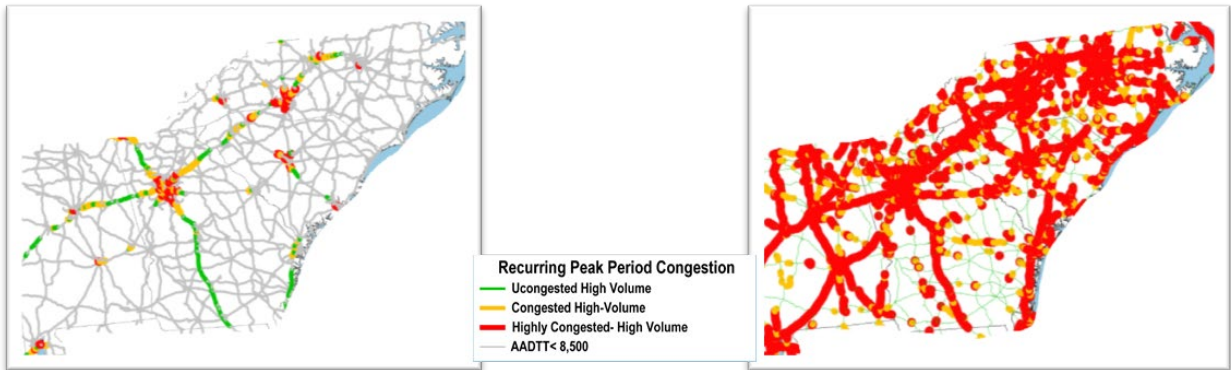 Recurring Peak Period Congestion
Ucongested High Volume
Congested High-Volume
Highly Congested- High Volume
AADTT< 8,500